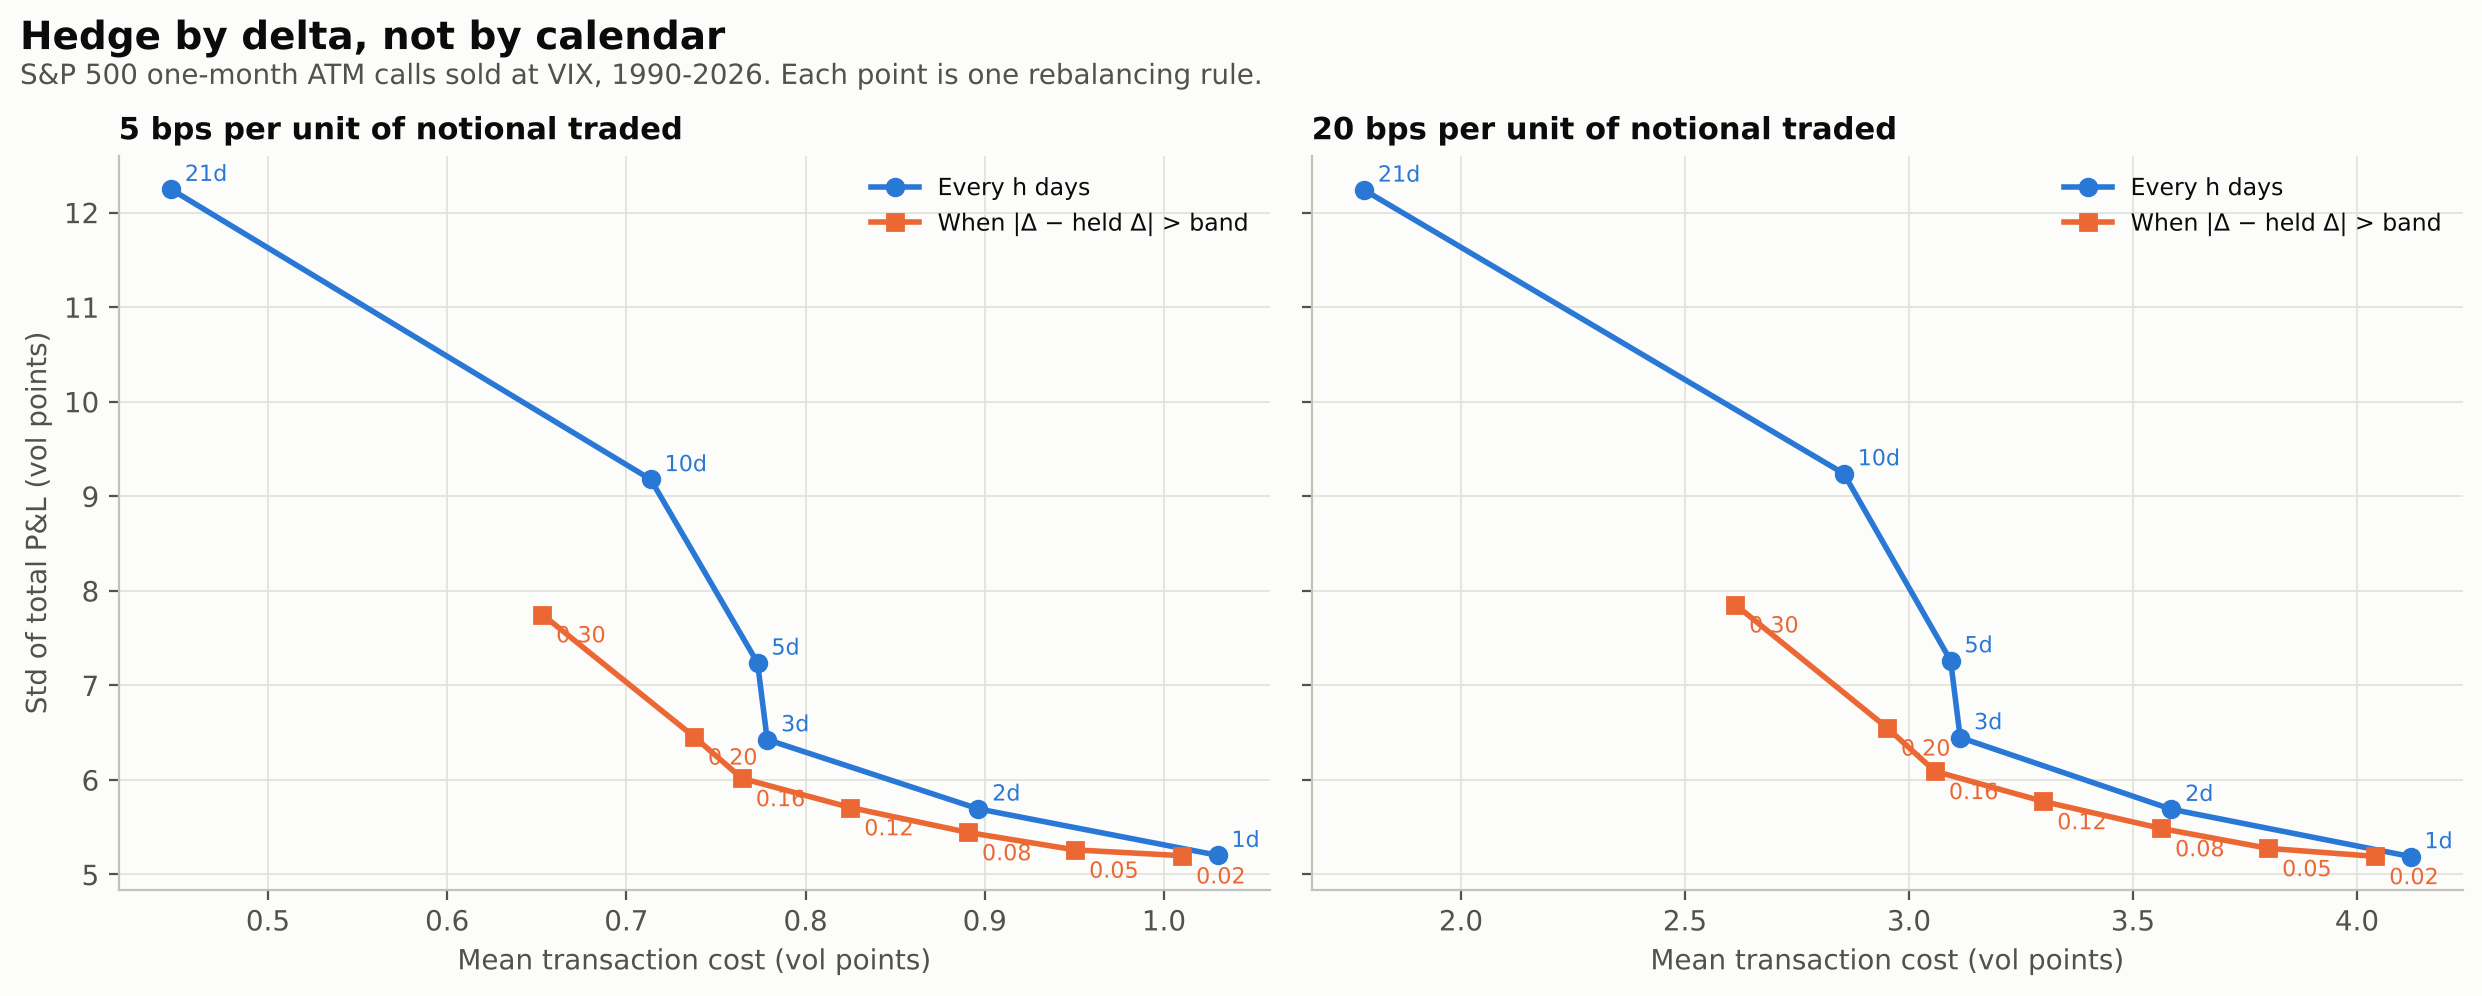 Hedge by delta, not by calendar
S&P 500 one-month ATM calls sold at VIX, 1990-2026. Each point is one rebalancing rule.
5 bps per unit of notional traded
Every h days
When |Δ − held Δ| > band
21d
10d
5d
3d
2d
1d
0.30
0.20
0.16
0.12
0.08
0.05
0.02
12
11
10
9
8
7
6
5
Std of total P&L (vol points)
0.5
0.6
0.7
0.8
0.9
1.0
Mean transaction cost (vol points)
20 bps per unit of notional traded
Every h days
When |Δ − held Δ| > band
21d
10d
5d
3d
2d
1d
0.30
0.20
0.16
0.12
0.08
0.05
0.02
2.0
2.5
3.0
3.5
4.0
Mean transaction cost (vol points)